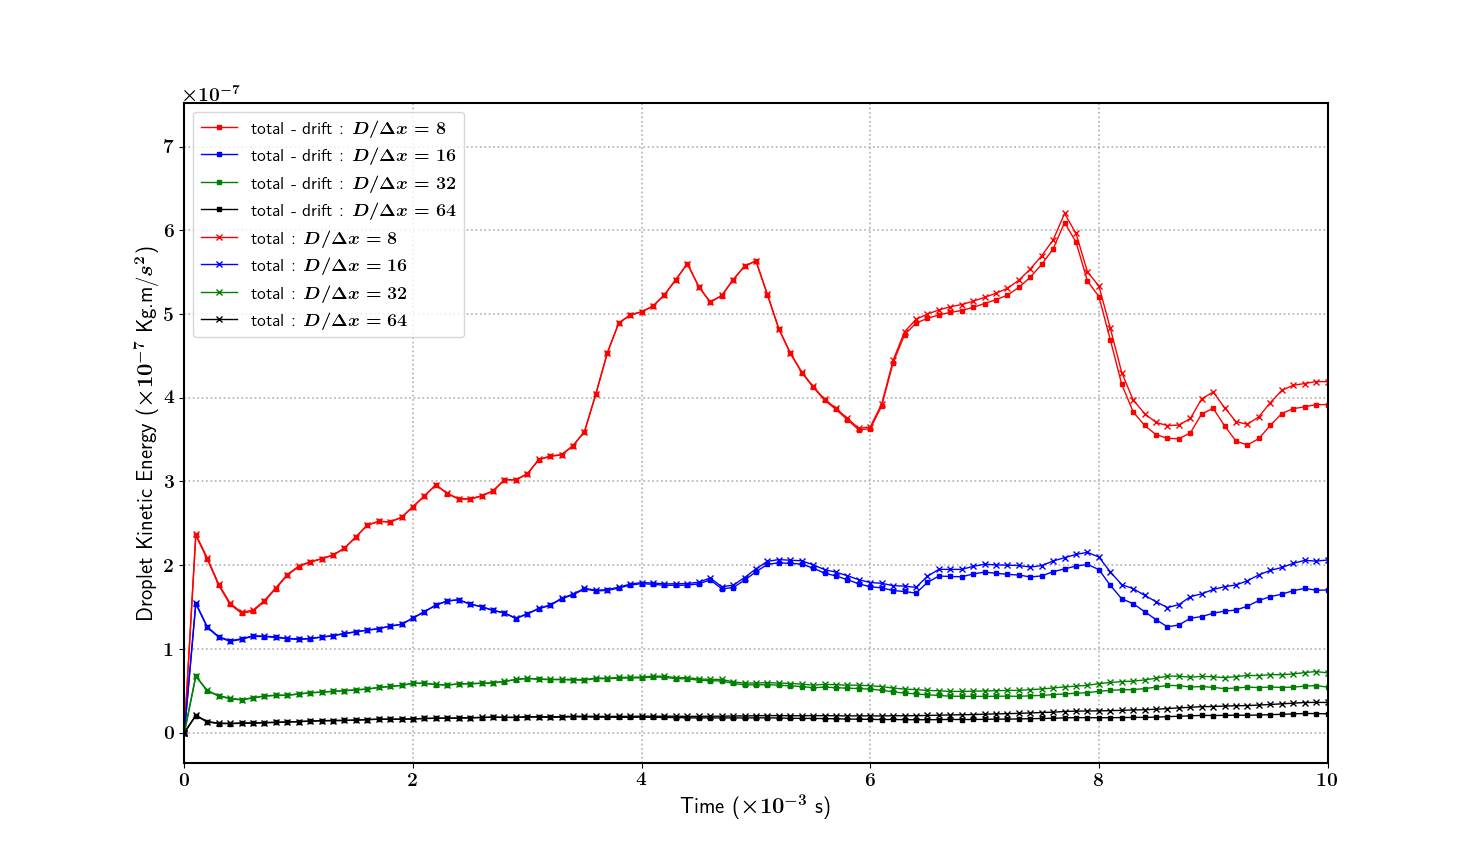 ×10⁻⁷
total - drift : D/Δx = 8
total - drift : D/Δx = 16
total - drift : D/Δx = 32
total - drift : D/Δx = 64
total : D/Δx = 8
total : D/Δx = 16
total : D/Δx = 32
total : D/Δx = 64
Droplet Kinetic Energy (×10⁻⁷ Kg.m/s²)
7
6
5
4
3
2
1
0
0 2 4 6 8 10
Time (×10⁻³ s)